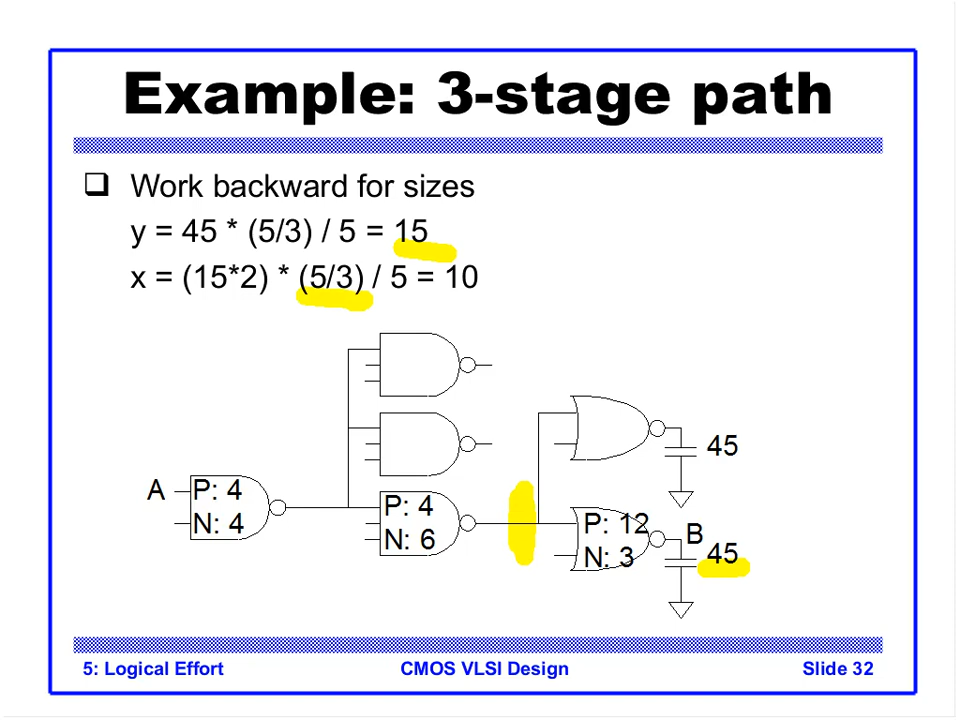 Example: 3-stage path
❑ Work backward for sizes
y = 45 * (5/3) / 5 = 15
x = (15*2) * (5/3) / 5 = 10
45
A
P: 4
N: 4
P: 4
N: 6
P: 12
N: 3
B
45
5: Logical Effort
CMOS VLSI Design
Slide 32